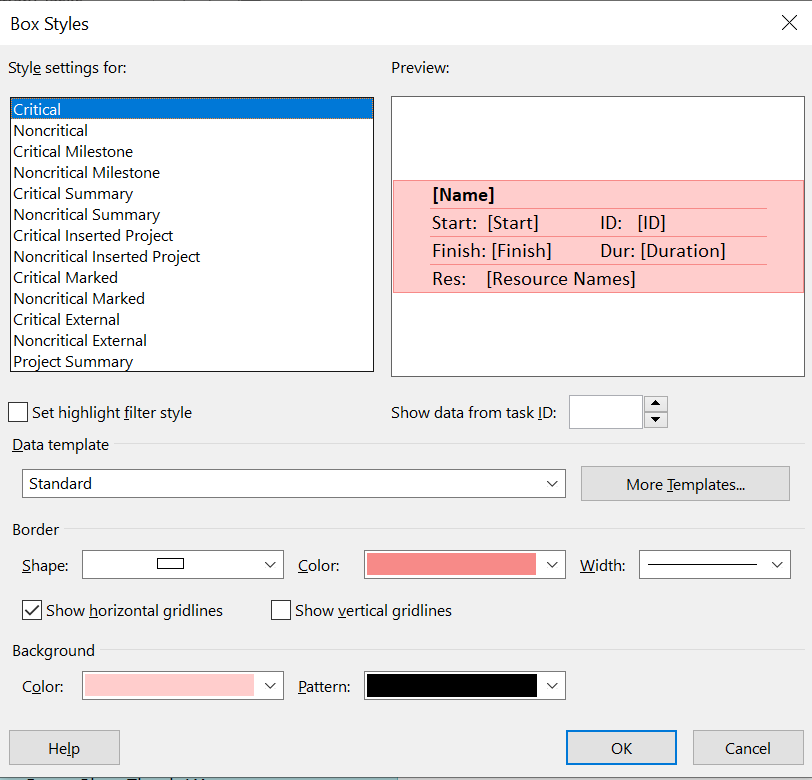 Box Styles
Style settings for:
Preview:
Critical
Noncritical
Critical Milestone
Noncritical Milestone
Critical Summary
Noncritical Summary
Critical Inserted Project
Noncritical Inserted Project
Critical Marked
Noncritical Marked
Critical External
Noncritical External
Project Summary
[Name]
Start: [Start] ID: [ID]
Finish: [Finish] Dur: [Duration]
Res: [Resource Names]
Set highlight filter style
Show data from task ID:
Data template
Standard
More Templates...
Border
Shape:
Color:
Width:
Show horizontal gridlines
Show vertical gridlines
Background
Color:
Pattern:
Help
OK
Cancel